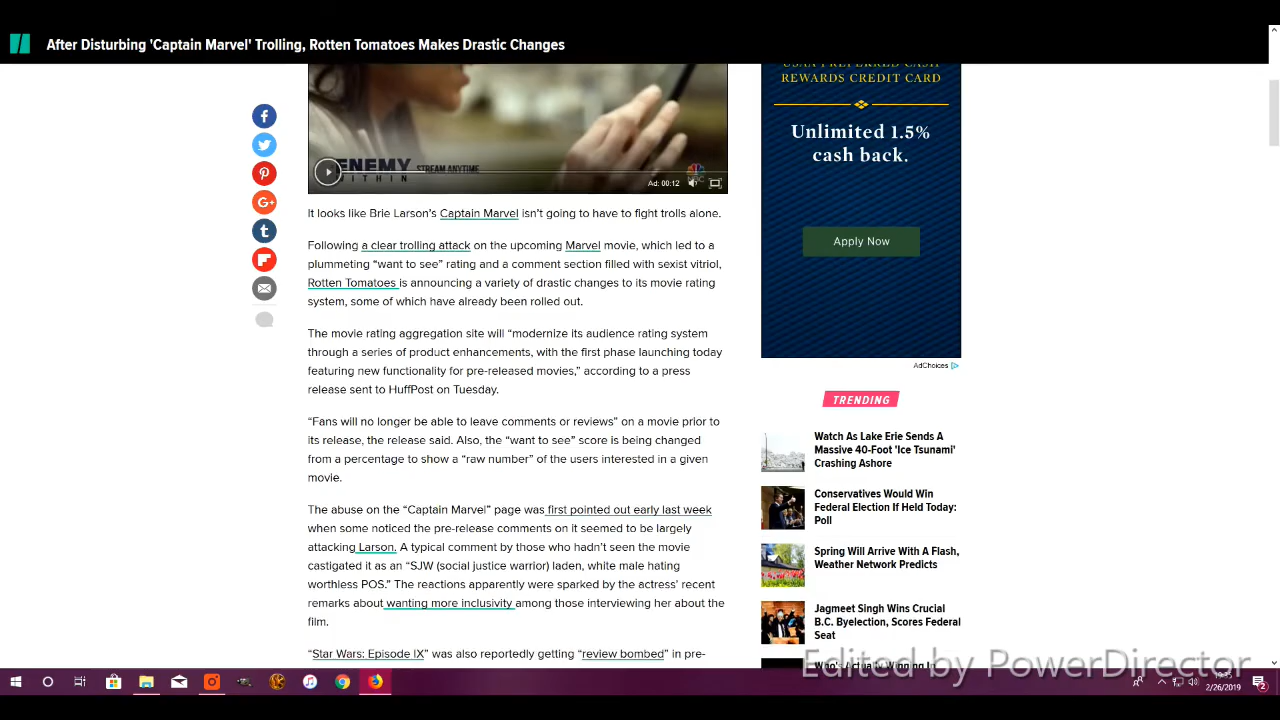 After Disturbing 'Captain Marvel' Trolling, Rotten Tomatoes Makes Drastic Changes
ENEMY
WITHIN
STREAM ANYTIME
Ad: 00:12
It looks like Brie Larson's Captain Marvel isn't going to have to fight trolls alone.
Following a clear trolling attack on the upcoming Marvel movie, which led to a
plummeting “want to see” rating and a comment section filled with sexist vitriol,
Rotten Tomatoes is announcing a variety of drastic changes to its movie rating
system, some of which have already been rolled out.
The movie rating aggregation site will “modernize its audience rating system
through a series of product enhancements, with the first phase launching today
featuring new functionality for pre-released movies,” according to a press
release sent to HuffPost on Tuesday.
“Fans will no longer be able to leave comments or reviews” on a movie prior to
its release, the release said. Also, the “want to see” score is being changed
from a percentage to show a “raw number” of the users interested in a given
movie.
The abuse on the “Captain Marvel” page was first pointed out early last week
when some noticed the pre-release comments on it seemed to be largely
attacking Larson. A typical comment by those who hadn't seen the movie
castigated it as an “SJW (social justice warrior) laden, white male hating
worthless POS.” The reactions apparently were sparked by the actress' recent
remarks about wanting more inclusivity among those interviewing her about the
film.
“Star Wars: Episode IX” was also reportedly getting “review bombed” in pre-
USAA PREFERRED CASH
REWARDS CREDIT CARD
Unlimited 1.5%
cash back.
Apply Now
AdChoices
TRENDING
Watch As Lake Erie Sends A
Massive 40-Foot 'Ice Tsunami'
Crashing Ashore
Conservatives Would Win
Federal Election If Held Today:
Poll
Spring Will Arrive With A Flash,
Weather Network Predicts
Jagmeet Singh Wins Crucial
B.C. Byelection, Scores Federal
Seat
Who's Actually Winning In
Edited by PowerDirector
2/26/2019
2